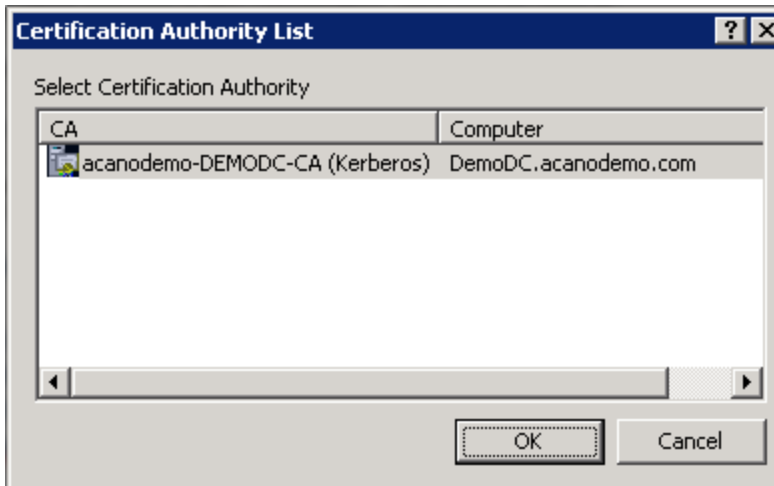 Certification Authority List
Select Certification Authority
CA Computer
acanodemo-DEMODC-CA (Kerberos) DemoDC.acanodemo.com
OK Cancel